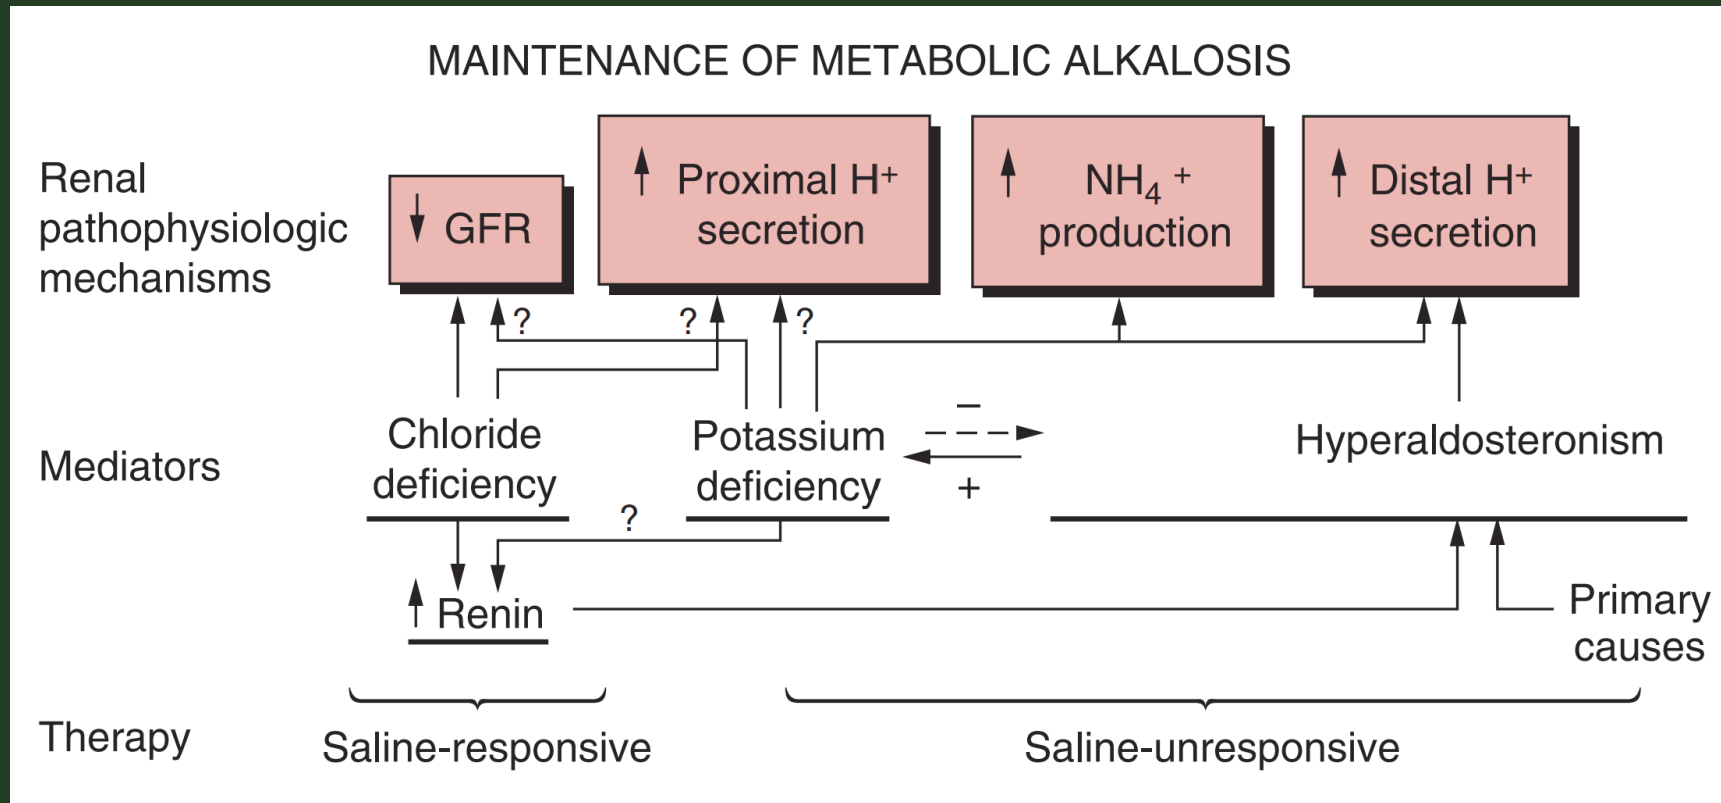 MAINTENANCE OF METABOLIC ALKALOSIS
Renal
pathophysiologic
mechanisms
↓ GFR
↑ Proximal H⁺
secretion
↑ NH₄⁺
production
↑ Distal H⁺
secretion
?
?
?
Mediators
Chloride
deficiency
Potassium
deficiency
−
+
Hyperaldosteronism
?
↑ Renin
Primary
causes
Therapy
Saline-responsive
Saline-unresponsive